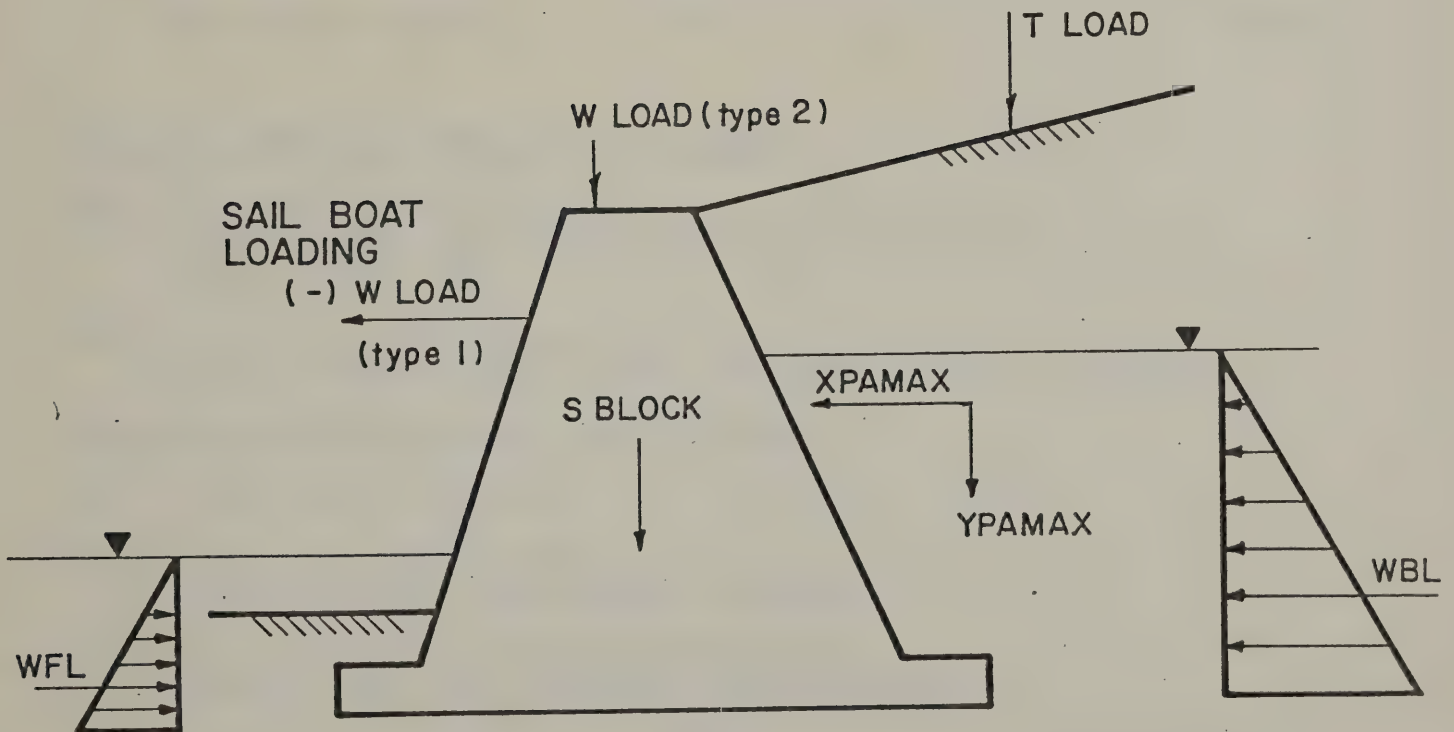 T LOAD
W LOAD (type 2)
SAIL BOAT
LOADING
(-) W LOAD
(type 1)
XPAMAX
S BLOCK
YPAMAX
WBL
WFL